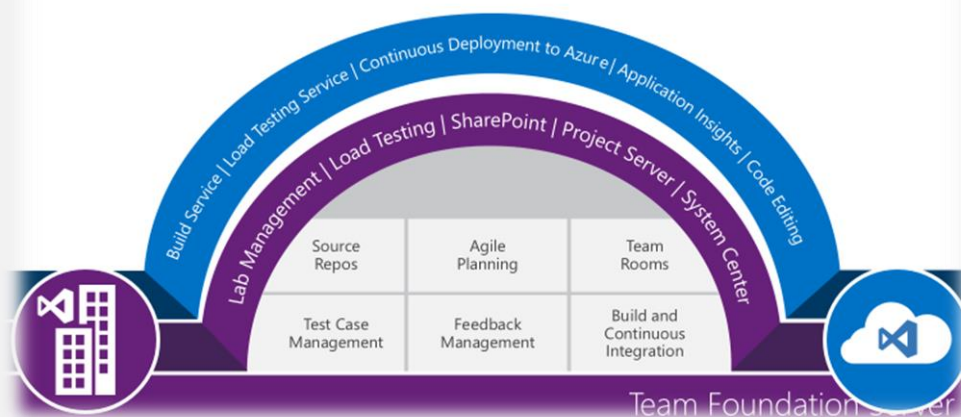 Build Service | Load Testing Service | Continuous Deployment to Azure | Application Insights | Code Editing
Lab Management | Load Testing | SharePoint | Project Server | System Center
Source
Repos
Agile
Planning
Team
Rooms
Test Case
Management
Feedback
Management
Build and
Continuous
Integration
Team Foundation Server